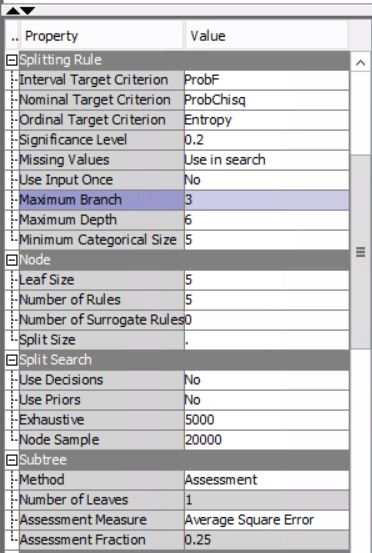 .. Property Value
Splitting Rule
Interval Target Criterion ProbF
Nominal Target Criterion ProbChisq
Ordinal Target Criterion Entropy
Significance Level 0.2
Missing Values Use in search
Use Input Once No
Maximum Branch 3
Maximum Depth 6
Minimum Categorical Size 5
Node
Leaf Size 5
Number of Rules 5
Number of Surrogate Rules 0
Split Size .
Split Search
Use Decisions No
Use Priors No
Exhaustive 5000
Node Sample 20000
Subtree
Method Assessment
Number of Leaves 1
Assessment Measure Average Square Error
Assessment Fraction 0.25